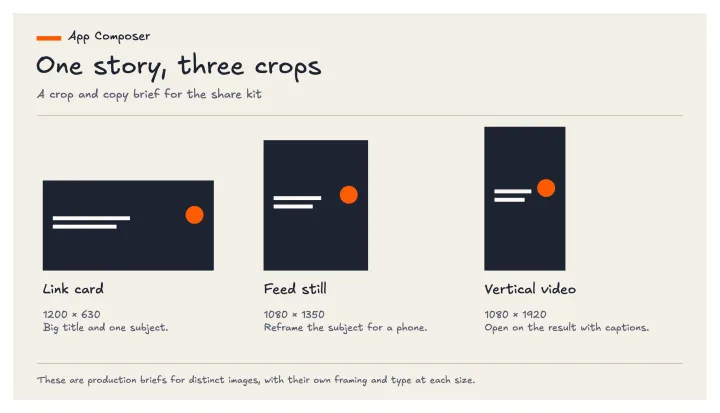 App Composer
One story, three crops
A crop and copy brief for the share kit
Link card
1200 × 630
Big title and one subject.
Feed still
1080 × 1350
Reframe the subject for a phone.
Vertical video
1080 × 1920
Open on the result with captions.
These are production briefs for distinct images, with their own framing and type at each size.